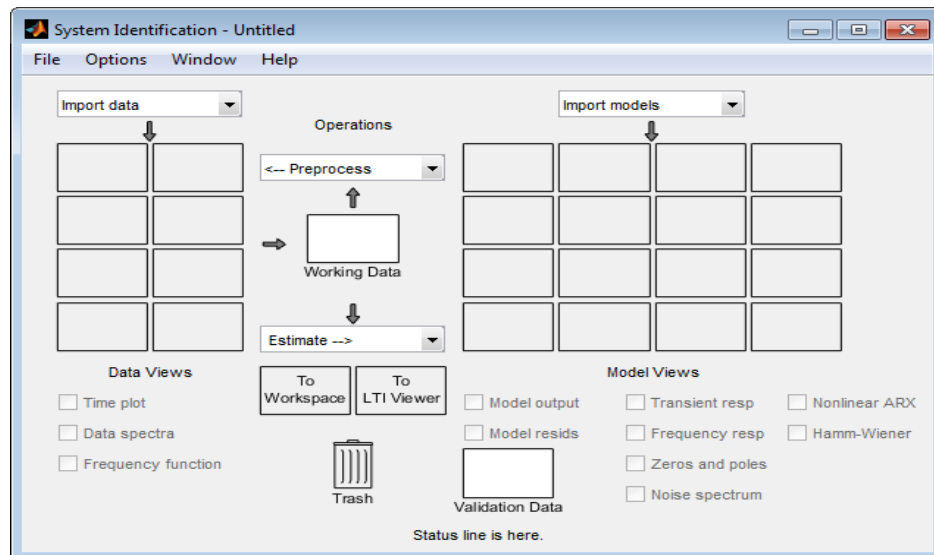 System Identification - Untitled
File Options Window Help
Import data
Import models
Operations
<-- Preprocess
Working Data
Estimate -->
Data Views
Model Views
To
Workspace
To
LTI Viewer
Time plot
Data spectra
Frequency function
Model output
Transient resp
Nonlinear ARX
Model resids
Frequency resp
Hamm-Wiener
Zeros and poles
Noise spectrum
Trash
Validation Data
Status line is here.